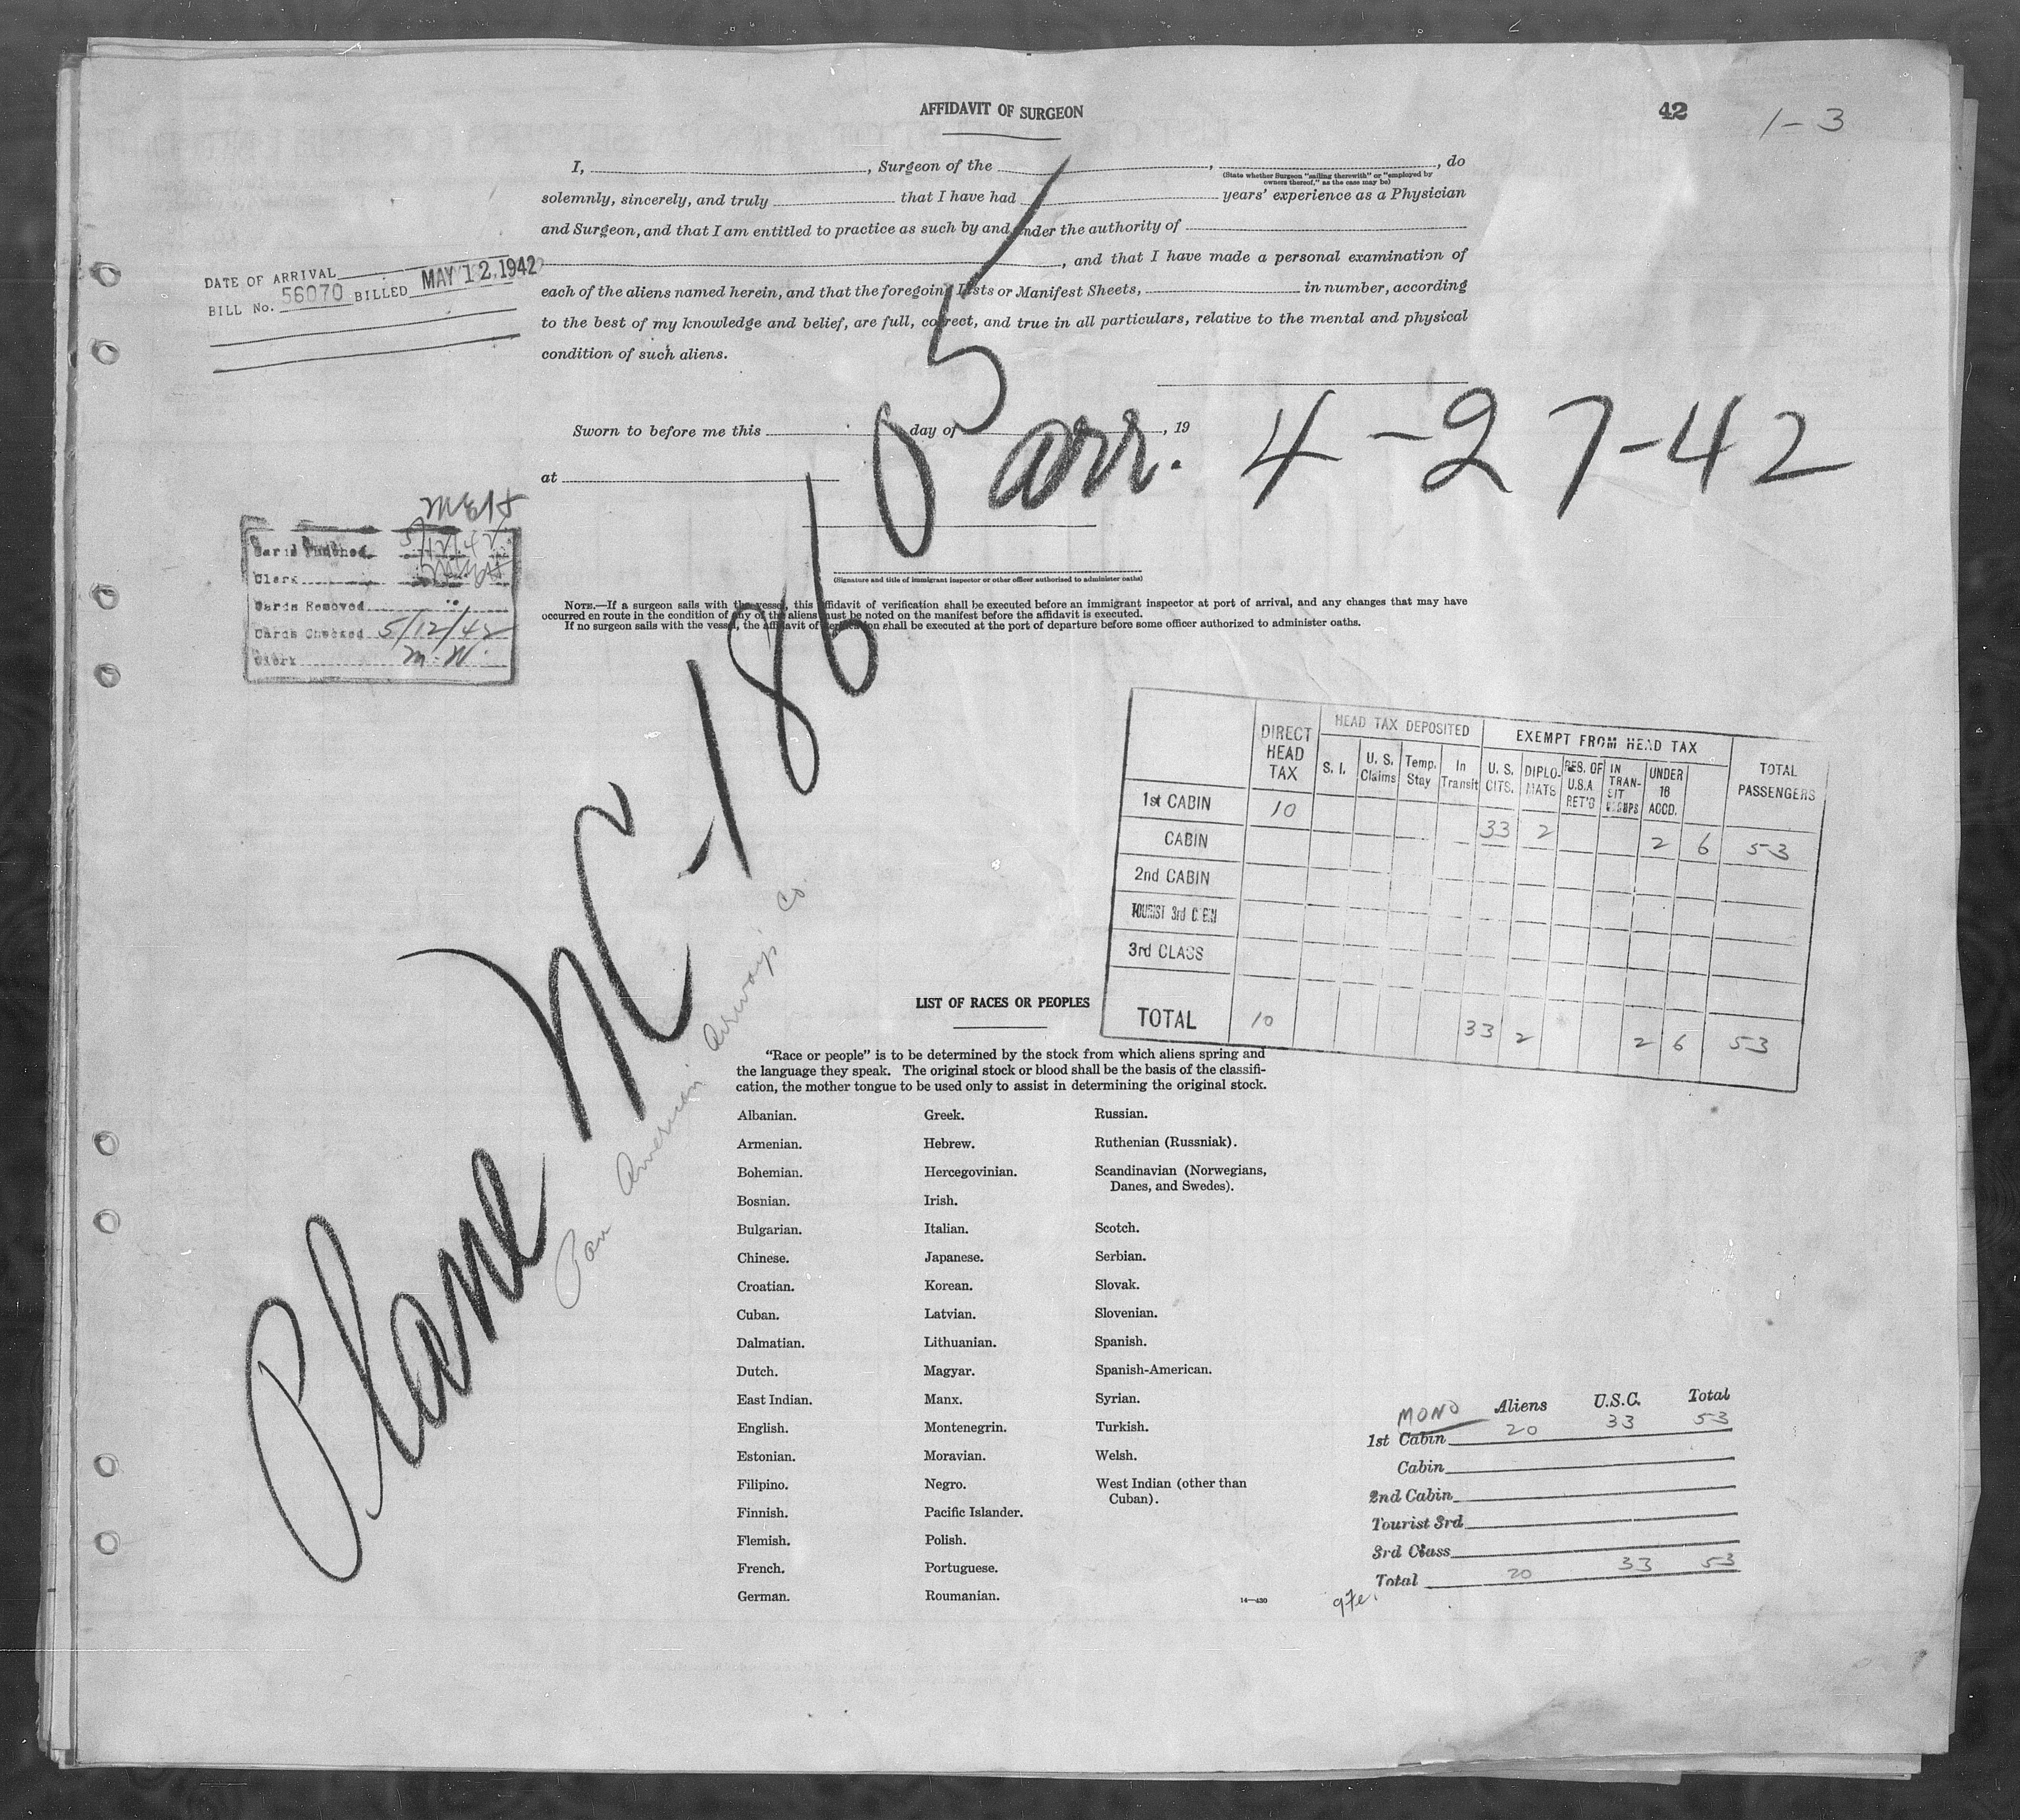 AFFIDAVIT OF SURGEON
42
1-3
I, , Surgeon of the , , do
(State whether Surgeon "sailing therewith" or "employed by
owners thereof," as the case may be)
solemnly, sincerely, and truly that I have had years' experience as a Physician
and Surgeon, and that I am entitled to practice as such by and under the authority of
, and that I have made a personal examination of
each of the aliens named herein, and that the foregoing Lists or Manifest Sheets, in number, according
to the best of my knowledge and belief, are full, correct, and true in all particulars, relative to the mental and physical
condition of such aliens.
DATE OF ARRIVAL
BILL No. 56070 BILLED MAY 12, 1942
Sworn to before me this day of , 19
at
arr. 4-27-42
(Signature and title of immigrant inspector or other officer authorized to administer oaths)
NOTE.—If a surgeon sails with the vessel, this affidavit of verification shall be executed before an immigrant inspector at port of arrival, and any changes that may have
occurred en route in the condition of any of the aliens must be noted on the manifest before the affidavit is executed.
If no surgeon sails with the vessel, the affidavit of verification shall be executed at the port of departure before some officer authorized to administer oaths.
Cards Punched 5/12/42
Clerk
Cards Removed
Cards Checked 5/12/42
Clerk M.W.
Plane NC-18605
Pan American Airways Co.
DIRECT HEAD TAX
HEAD TAX DEPOSITED
EXEMPT FROM HEAD TAX
TOTAL PASSENGERS
S. I. U. S. Claims Temp. Stay In Transit U. S. CITS. DIPLO-MATS RES. OF U.S.A RET'G IN TRAN-SIT GROUPS UNDER 16 ACCD.
1st CABIN 10 33 2 2 6 53
CABIN
2nd CABIN
TOURIST 3rd CABIN
3rd CLASS
TOTAL 10 33 2 2 6 53
LIST OF RACES OR PEOPLES
"Race or people" is to be determined by the stock from which aliens spring and
the language they speak. The original stock or blood shall be the basis of the classifi-
cation, the mother tongue to be used only to assist in determining the original stock.
Albanian.
Armenian.
Bohemian.
Bosnian.
Bulgarian.
Chinese.
Croatian.
Cuban.
Dalmatian.
Dutch.
East Indian.
English.
Estonian.
Filipino.
Finnish.
Flemish.
French.
German.
Greek.
Hebrew.
Hercegovinian.
Irish.
Italian.
Japanese.
Korean.
Latvian.
Lithuanian.
Magyar.
Manx.
Montenegrin.
Moravian.
Negro.
Pacific Islander.
Polish.
Portuguese.
Roumanian.
Russian.
Ruthenian (Russniak).
Scandinavian (Norwegians,
Danes, and Swedes).
Scotch.
Serbian.
Slovak.
Slovenian.
Spanish.
Spanish-American.
Syrian.
Turkish.
Welsh.
West Indian (other than
Cuban).
14—430
MONO Aliens U.S.C. Total
1st Cabin 20 33 53
Cabin
2nd Cabin
Tourist 3rd
3rd Class
Total 20 33 53